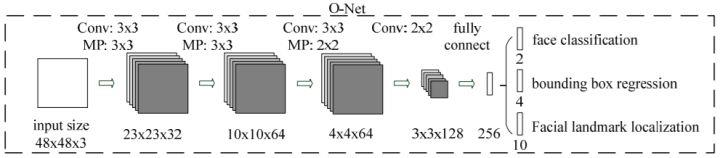 O-Net
Conv: 3x3 Conv: 3x3 Conv: 3x3 Conv: 2x2 fully
MP: 3x3 MP: 3x3 MP: 2x2 connect
face classification
2
bounding box regression
4
Facial landmark localization
10
input size
48x48x3
23x23x32 10x10x64 4x4x64 3x3x128 256